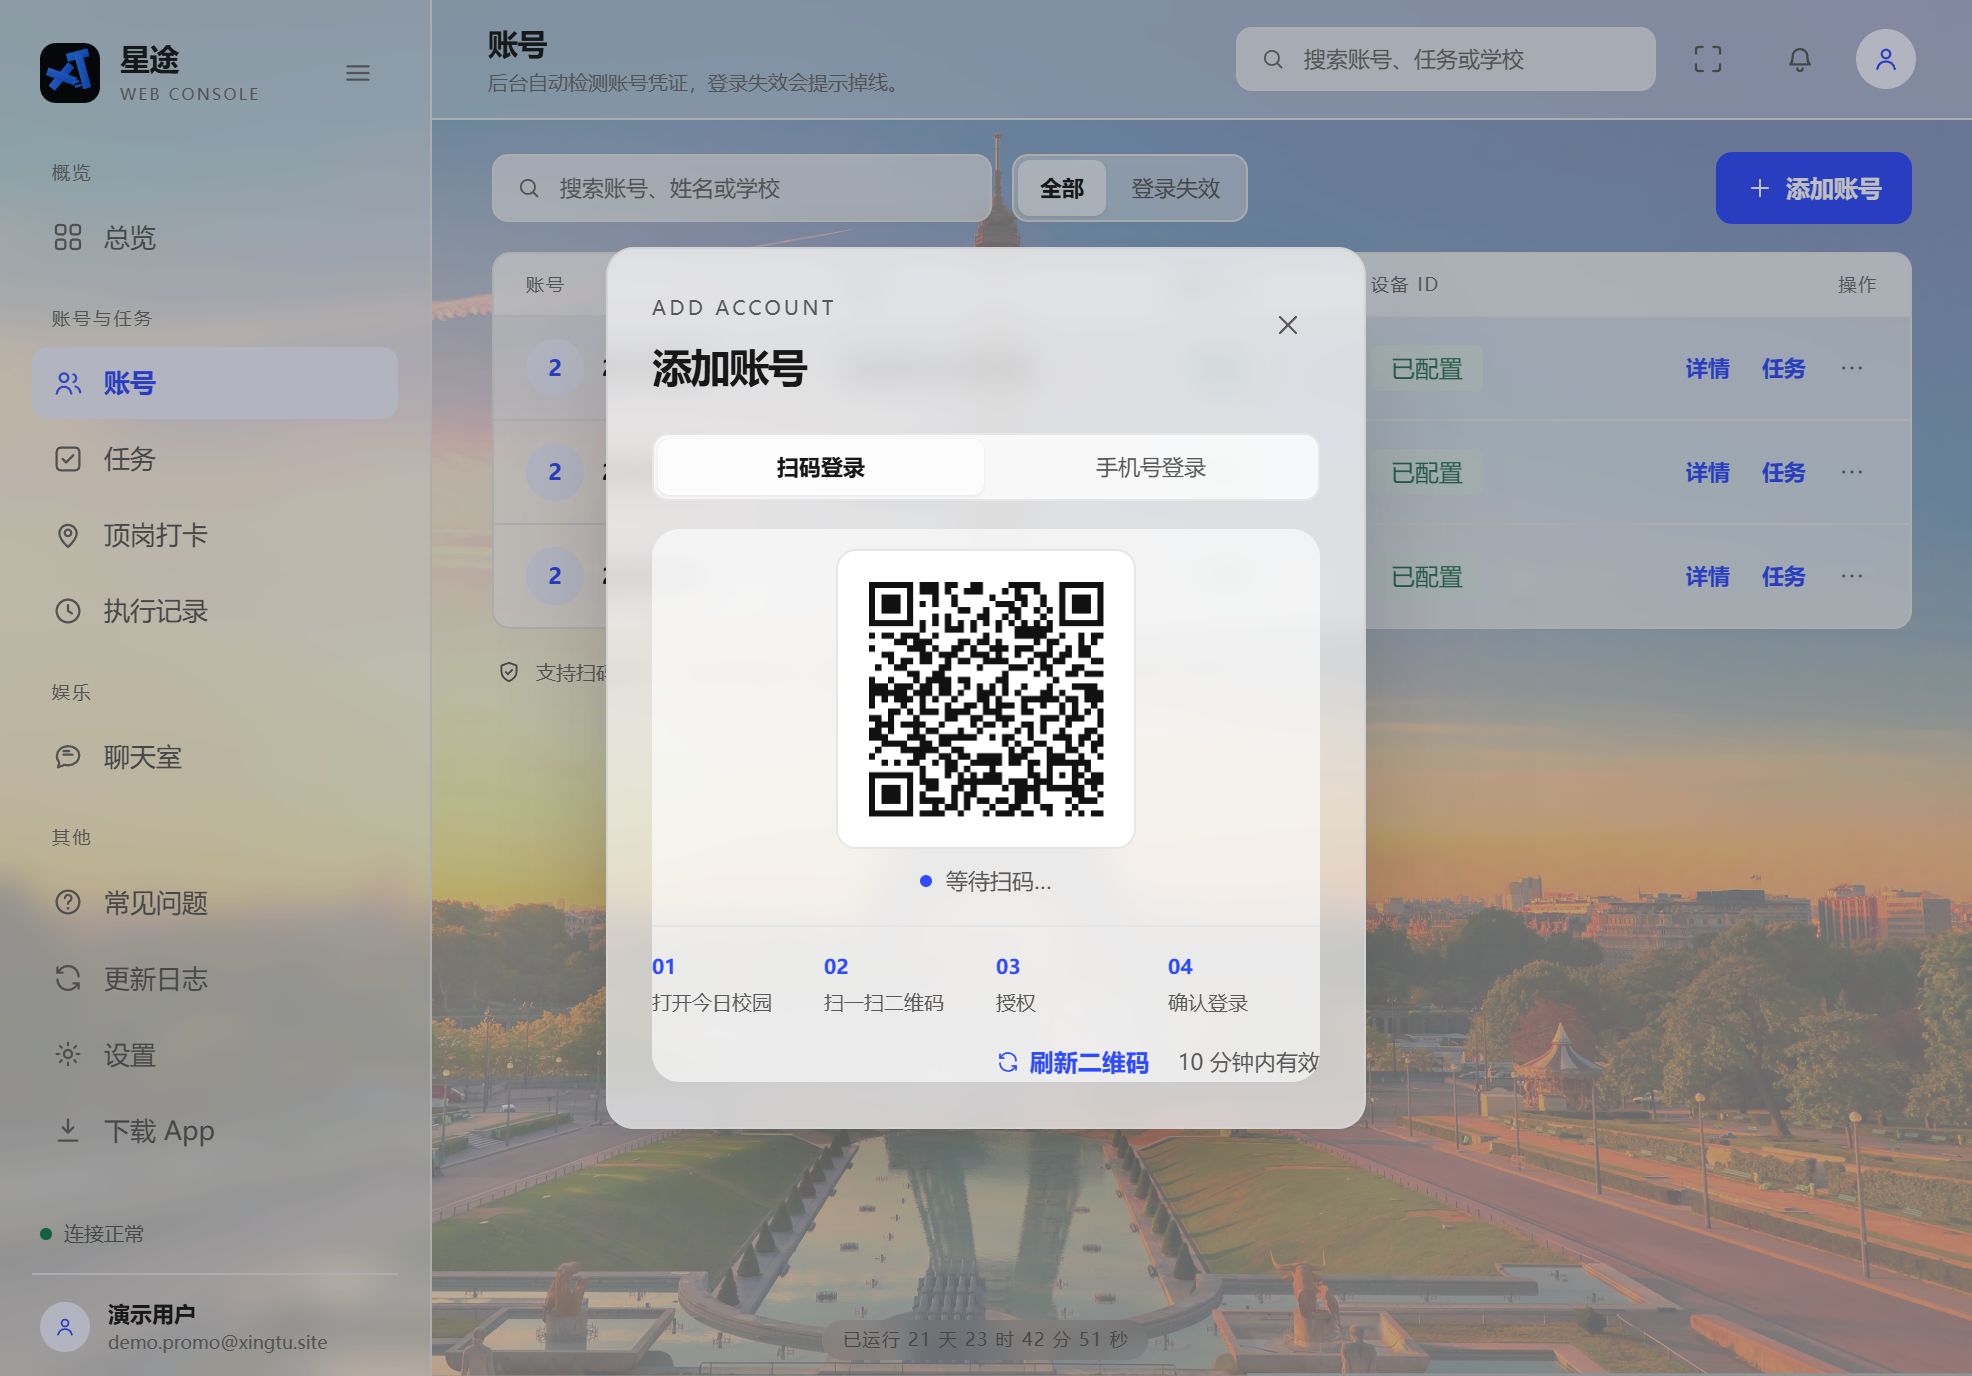 星途
WEB CONSOLE
概览
总览
账号与任务
账号
任务
顶岗打卡
执行记录
娱乐
聊天室
其他
常见问题
更新日志
设置
下载 App
连接正常
演示用户
demo.promo@xingtu.site
账号
后台自动检测账号凭证，登录失效会提示掉线。
搜索账号、任务或学校
搜索账号、姓名或学校
全部
登录失效
添加账号
账号
设备 ID
操作
2
已配置
详情
任务
2
已配置
详情
任务
2
已配置
详情
任务
支持扫
ADD ACCOUNT
添加账号
扫码登录
手机号登录
等待扫码...
01
打开今日校园
02
扫一扫二维码
03
授权
04
确认登录
刷新二维码
10 分钟内有效
已运行 21 天 23 时 42 分 51 秒